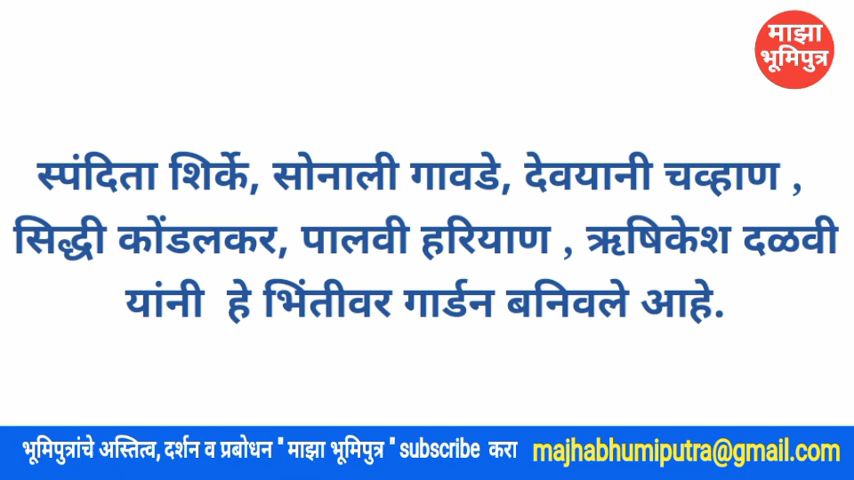 माझा
भूमिपुत्र
स्पंदिता शिर्के, सोनाली गावडे, देवयानी चव्हाण ,
सिद्धी कोंडलकर, पालवी हरियाण , ऋषिकेश दळवी
यांनी हे भिंतीवर गार्डन बनिवले आहे.
भूमिपुत्रांचे अस्तित्व, दर्शन व प्रबोधन " माझा भूमिपुत्र " subscribe करा majhabhumiputra@gmail.com